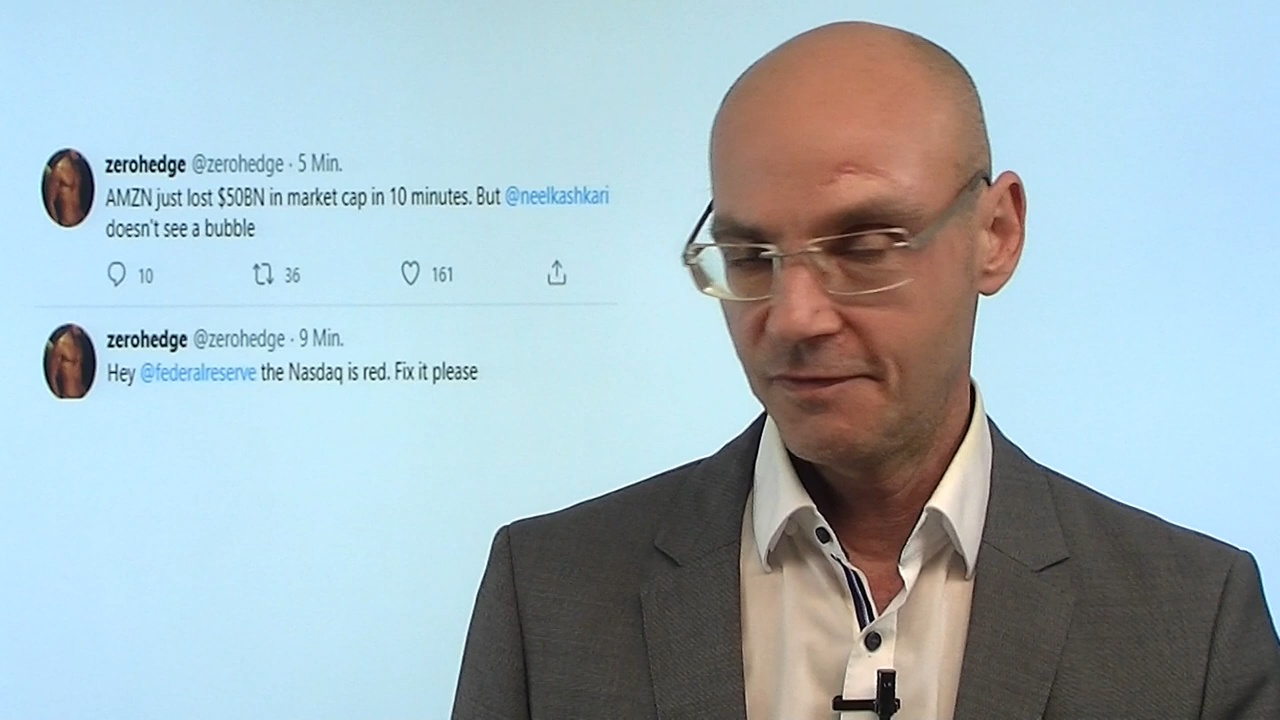 zerohedge @zerohedge · 5 Min.
AMZN just lost $50BN in market cap in 10 minutes. But @neelkashkari
doesn't see a bubble
10 36 161
zerohedge @zerohedge · 9 Min.
Hey @federalreserve the Nasdaq is red. Fix it please